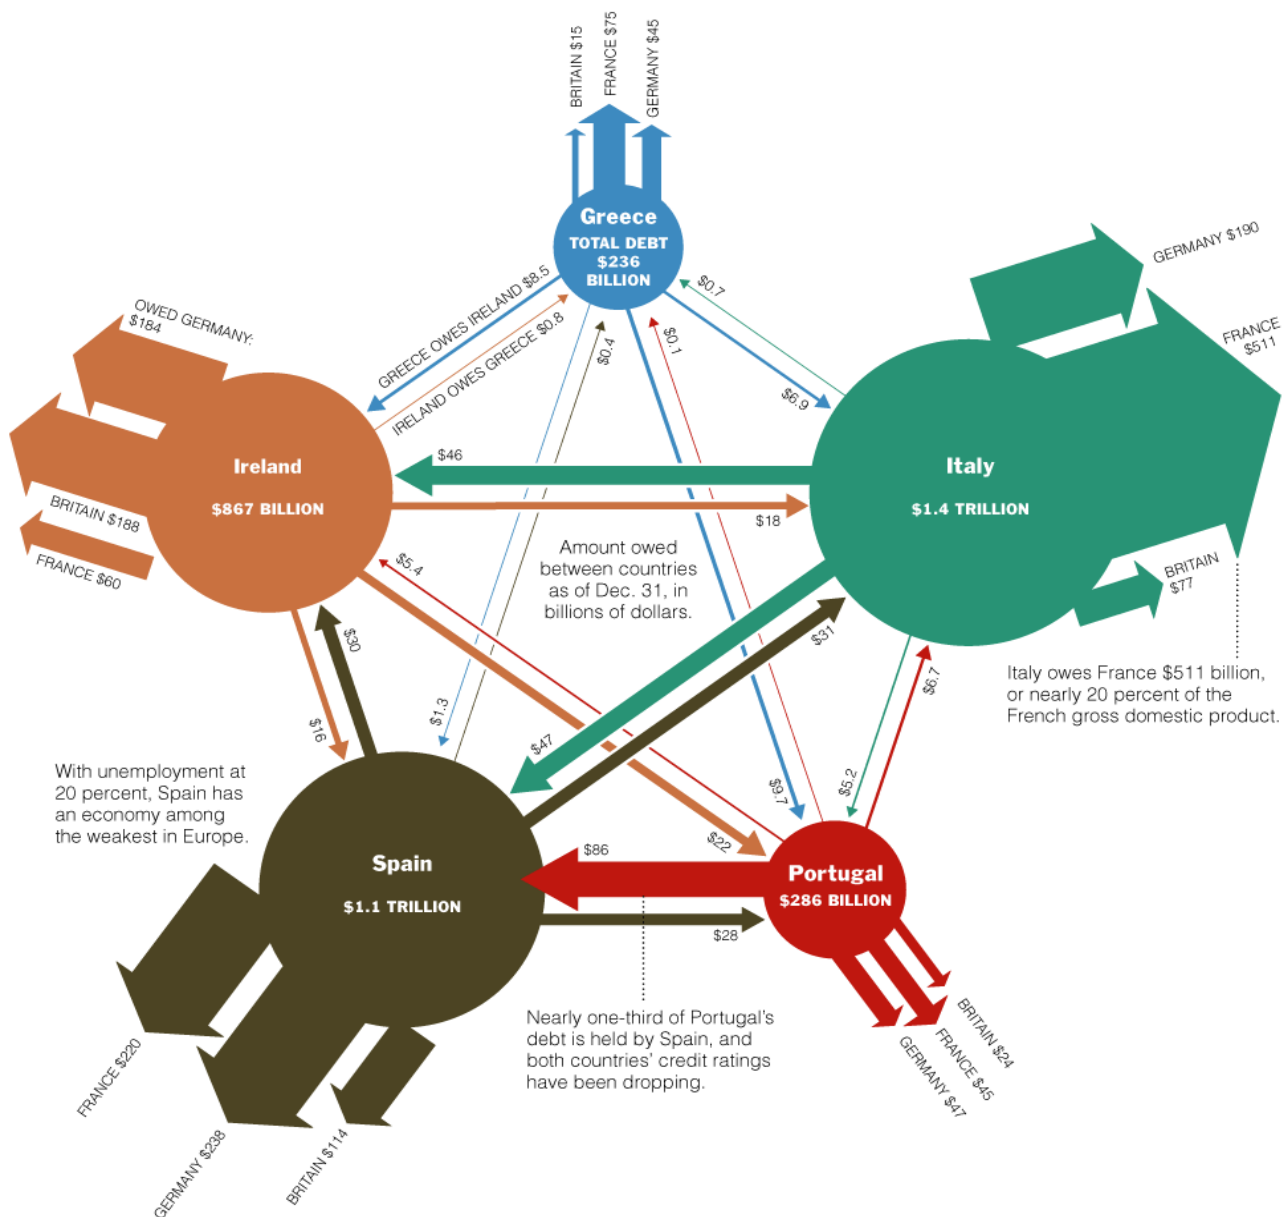 BRITAIN $15
FRANCE $75
GERMANY $45
Greece
TOTAL DEBT
$236
BILLION
GREECE OWES IRELAND $8.5
IRELAND OWES GREECE $0.8
$0.4
$0.1
$0.7
$6.9
GERMANY $190
FRANCE
$511
OWED GERMANY:
$184
BRITAIN $188
FRANCE $60
Ireland
$867 BILLION
$46
$18
Italy
$1.4 TRILLION
BRITAIN
$77
Amount owed
between countries
as of Dec. 31, in
billions of dollars.
$5.4
$30
$16
$31
$47
$1.3
$6.7
$5.2
$9.7
$22
Italy owes France $511 billion,
or nearly 20 percent of the
French gross domestic product.
With unemployment at
20 percent, Spain has
an economy among
the weakest in Europe.
Spain
$1.1 TRILLION
$86
$28
Portugal
$286 BILLION
Nearly one-third of Portugal’s
debt is held by Spain, and
both countries’ credit ratings
have been dropping.
BRITAIN $24
FRANCE $45
GERMANY $47
FRANCE $220
GERMANY $238
BRITAIN $114